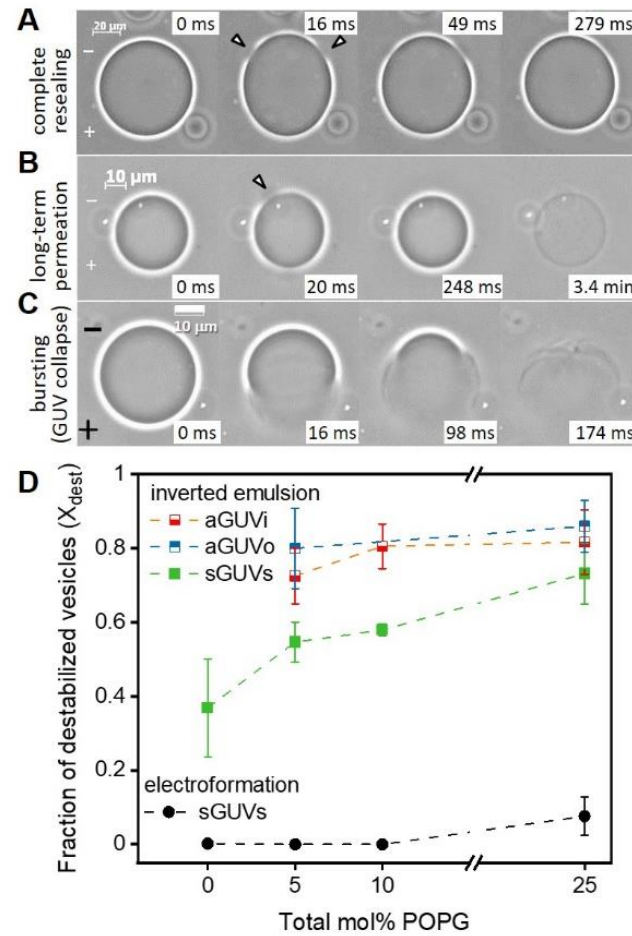 A
complete
resealing
20 μm
−
+
0 ms
16 ms
49 ms
279 ms
B
long-term
permeation
10 μm
−
+
0 ms
20 ms
248 ms
3.4 min
C
bursting
(GUV collapse)
10 μm
−
+
0 ms
16 ms
98 ms
174 ms
D
Fraction of destabilized vesicles (X_dest)
1
0.8
0.6
0.4
0.2
0
inverted emulsion
aGUVi
aGUVo
sGUVs
electroformation
sGUVs
0
5
10
25
Total mol% POPG